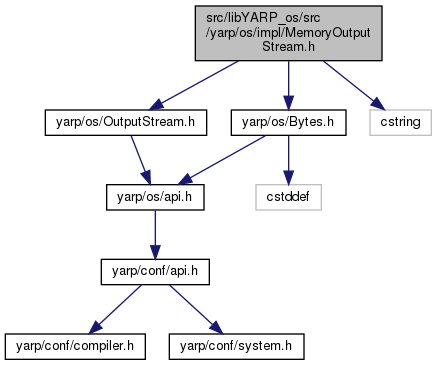 src/libYARP_os/src
/yarp/os/impl/MemoryOutput
Stream.h
yarp/os/OutputStream.h
yarp/os/Bytes.h
cstring
yarp/os/api.h
cstddef
yarp/conf/api.h
yarp/conf/compiler.h
yarp/conf/system.h